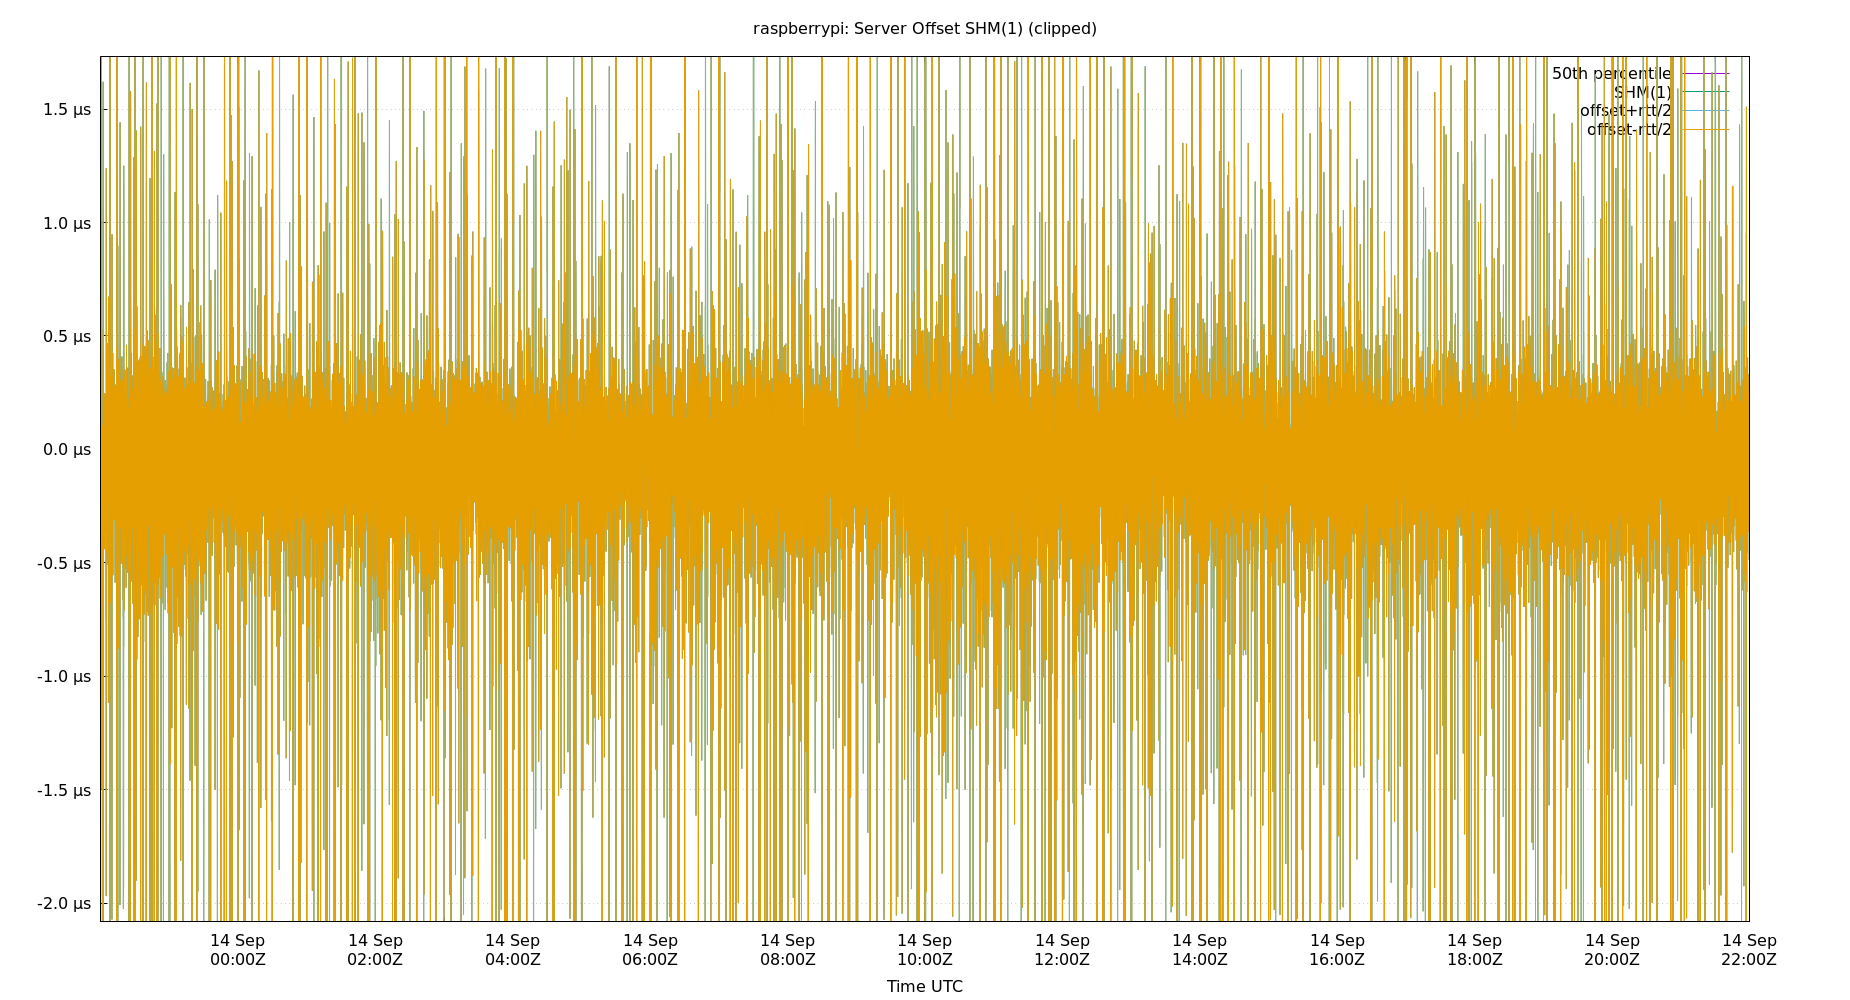 raspberrypi: Server Offset SHM(1) (clipped)
50th percentile
SHM(1)
offset+rtt/2
offset-rtt/2
1.5 µs
1.0 µs
0.5 µs
0.0 µs
-0.5 µs
-1.0 µs
-1.5 µs
-2.0 µs
14 Sep 14 Sep 14 Sep 14 Sep 14 Sep 14 Sep 14 Sep 14 Sep 14 Sep 14 Sep 14 Sep 14 Sep
00:00Z 02:00Z 04:00Z 06:00Z 08:00Z 10:00Z 12:00Z 14:00Z 16:00Z 18:00Z 20:00Z 22:00Z
Time UTC